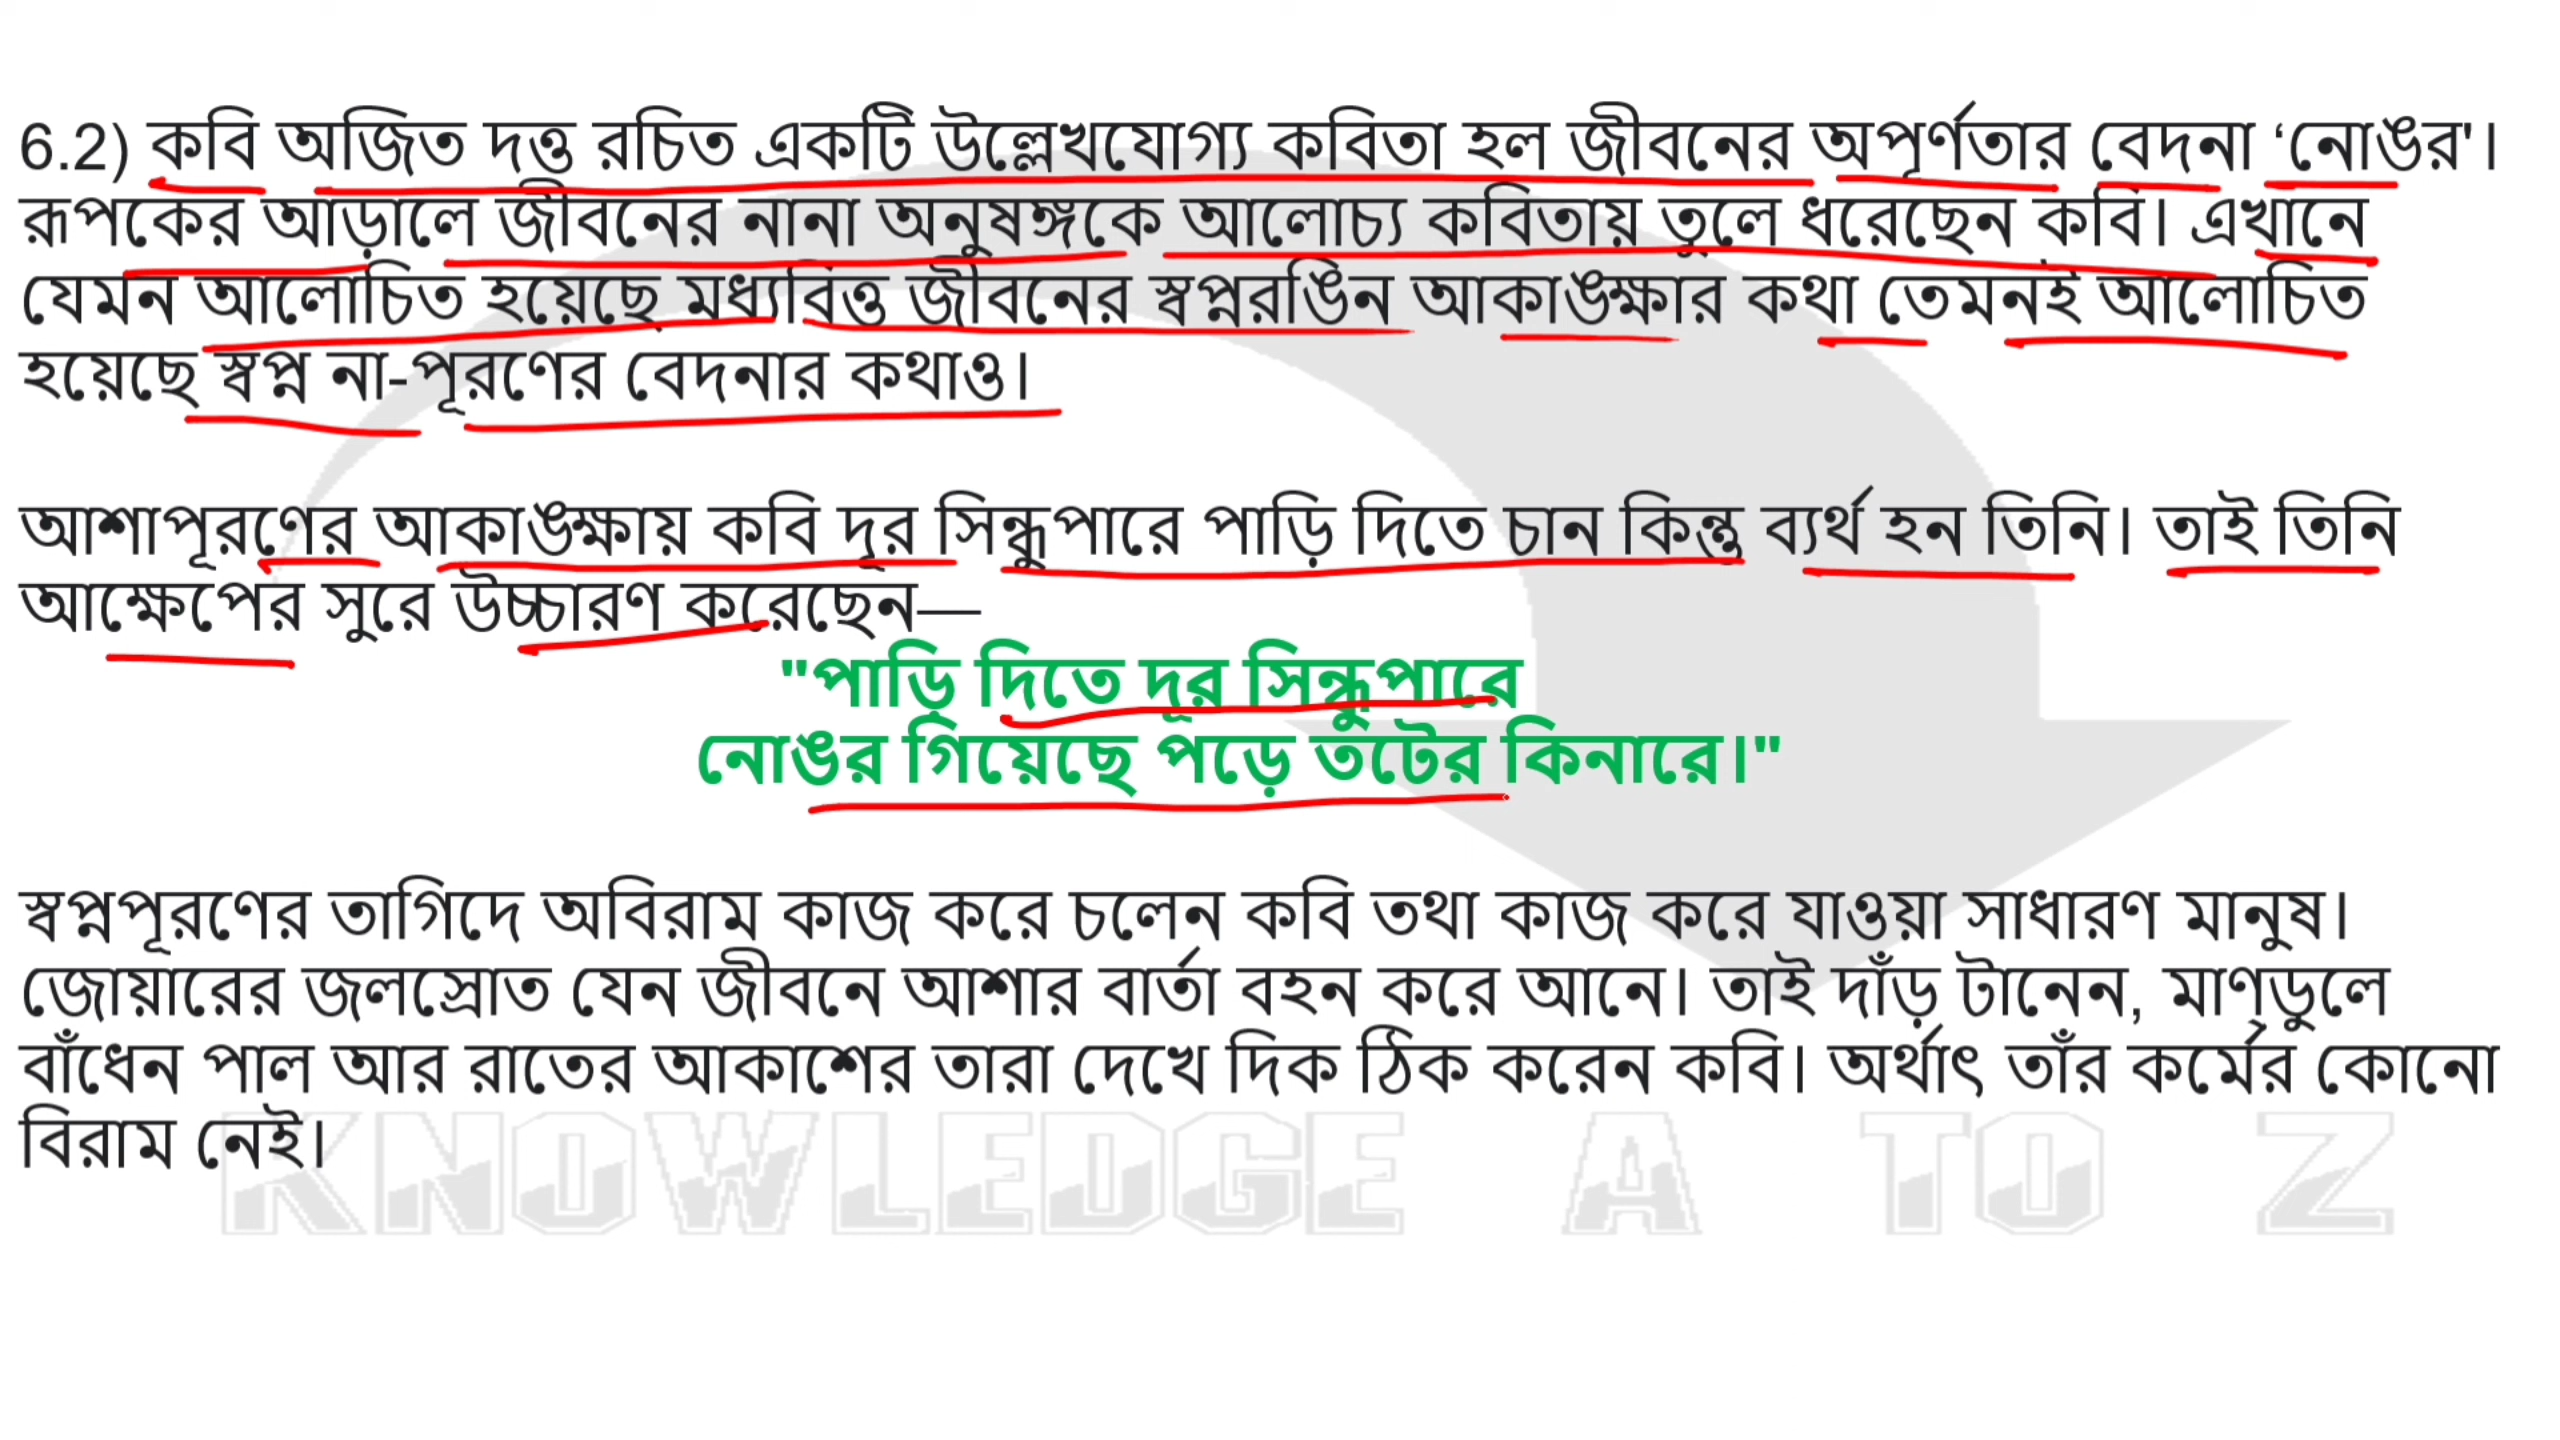 6.2) কবি অজিত দত্ত রচিত একটি উল্লেখযোগ্য কবিতা হল জীবনের অপূর্ণতার বেদনা ‘নোঙর'।
রূপকের আড়ালে জীবনের নানা অনুষঙ্গকে আলোচ্য কবিতায় তুলে ধরেছেন কবি। এখানে
যেমন আলোচিত হয়েছে মধ্যবিত্ত জীবনের স্বপ্নরঙিন আকাঙ্ক্ষার কথা তেমনই আলোচিত
হয়েছে স্বপ্ন না-পূরণের বেদনার কথাও।
আশাপূরণের আকাঙ্ক্ষায় কবি দূর সিন্ধুপারে পাড়ি দিতে চান কিন্তু ব্যর্থ হন তিনি। তাই তিনি
আক্ষেপের সুরে উচ্চারণ করেছেন—
"পাড়ি দিতে দূর সিন্ধুপারে
নোঙর গিয়েছে পড়ে তটের কিনারে।"
স্বপ্নপূরণের তাগিদে অবিরাম কাজ করে চলেন কবি তথা কাজ করে যাওয়া সাধারণ মানুষ।
জোয়ারের জলস্রোত যেন জীবনে আশার বার্তা বহন করে আনে। তাই দাঁড় টানেন, মাণ্ডুলে
বাঁধেন পাল আর রাতের আকাশের তারা দেখে দিক ঠিক করেন কবি। অর্থাৎ তাঁর কর্মের কোনো
বিরাম নেই।
KNOWLEDGE A TO Z